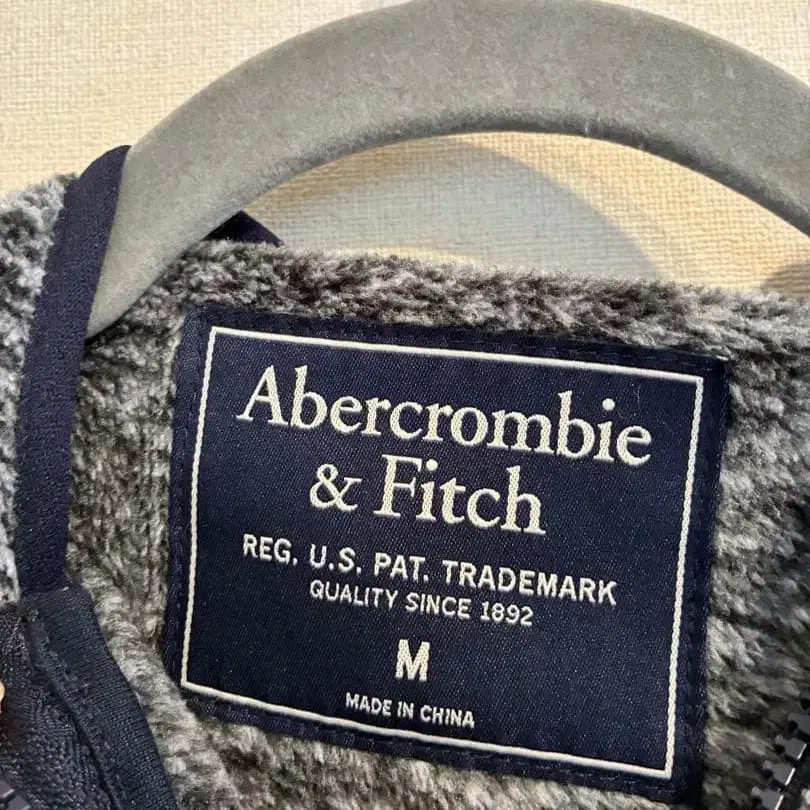 Abercrombie
& Fitch
REG. U.S. PAT. TRADEMARK
QUALITY SINCE 1892
M
MADE IN CHINA